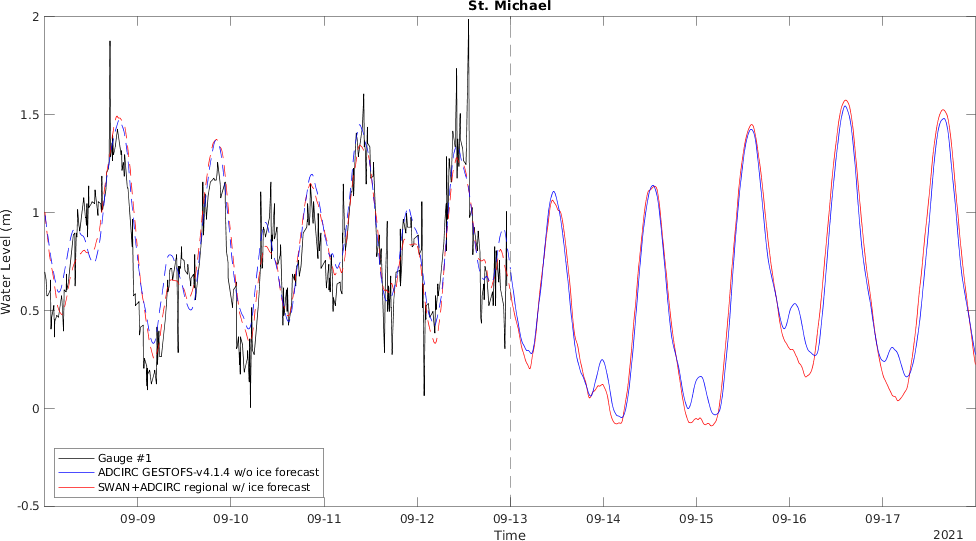 St. Michael
2
1.5
1
0.5
0
-0.5
Water Level (m)
Gauge #1
ADCIRC GESTOFS-v4.1.4 w/o ice forecast
SWAN+ADCIRC regional w/ ice forecast
09-09
09-10
09-11
09-12
09-13
09-14
09-15
09-16
09-17
Time
2021